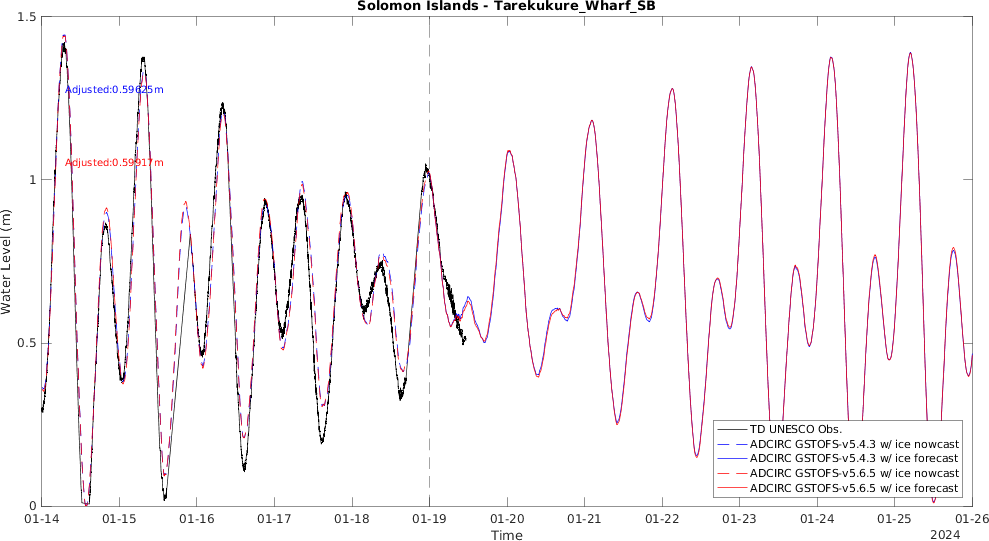 Solomon Islands - Tarekukure_Wharf_SB
1.5
1
0.5
0
Water Level (m)
Adjusted:0.59625m
Adjusted:0.59917m
TD UNESCO Obs.
ADCIRC GSTOFS-v5.4.3 w/ ice nowcast
ADCIRC GSTOFS-v5.4.3 w/ ice forecast
ADCIRC GSTOFS-v5.6.5 w/ ice nowcast
ADCIRC GSTOFS-v5.6.5 w/ ice forecast
01-14 01-15 01-16 01-17 01-18 01-19 01-20 01-21 01-22 01-23 01-24 01-25 01-26
Time
2024